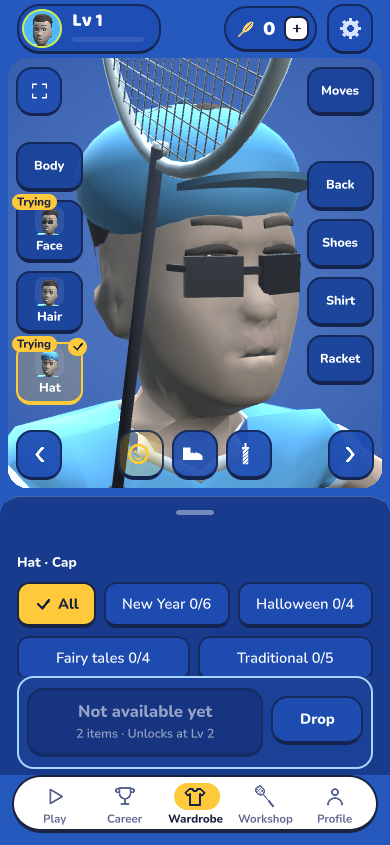 Lv 1
0
+
Moves
Body
Back
Trying
Face
Shoes
Hair
Shirt
Trying
Hat
Racket
Hat · Cap
All
New Year 0/6
Halloween 0/4
Fairy tales 0/4
Traditional 0/5
Not available yet
2 items · Unlocks at Lv 2
Drop
Play
Career
Wardrobe
Workshop
Profile